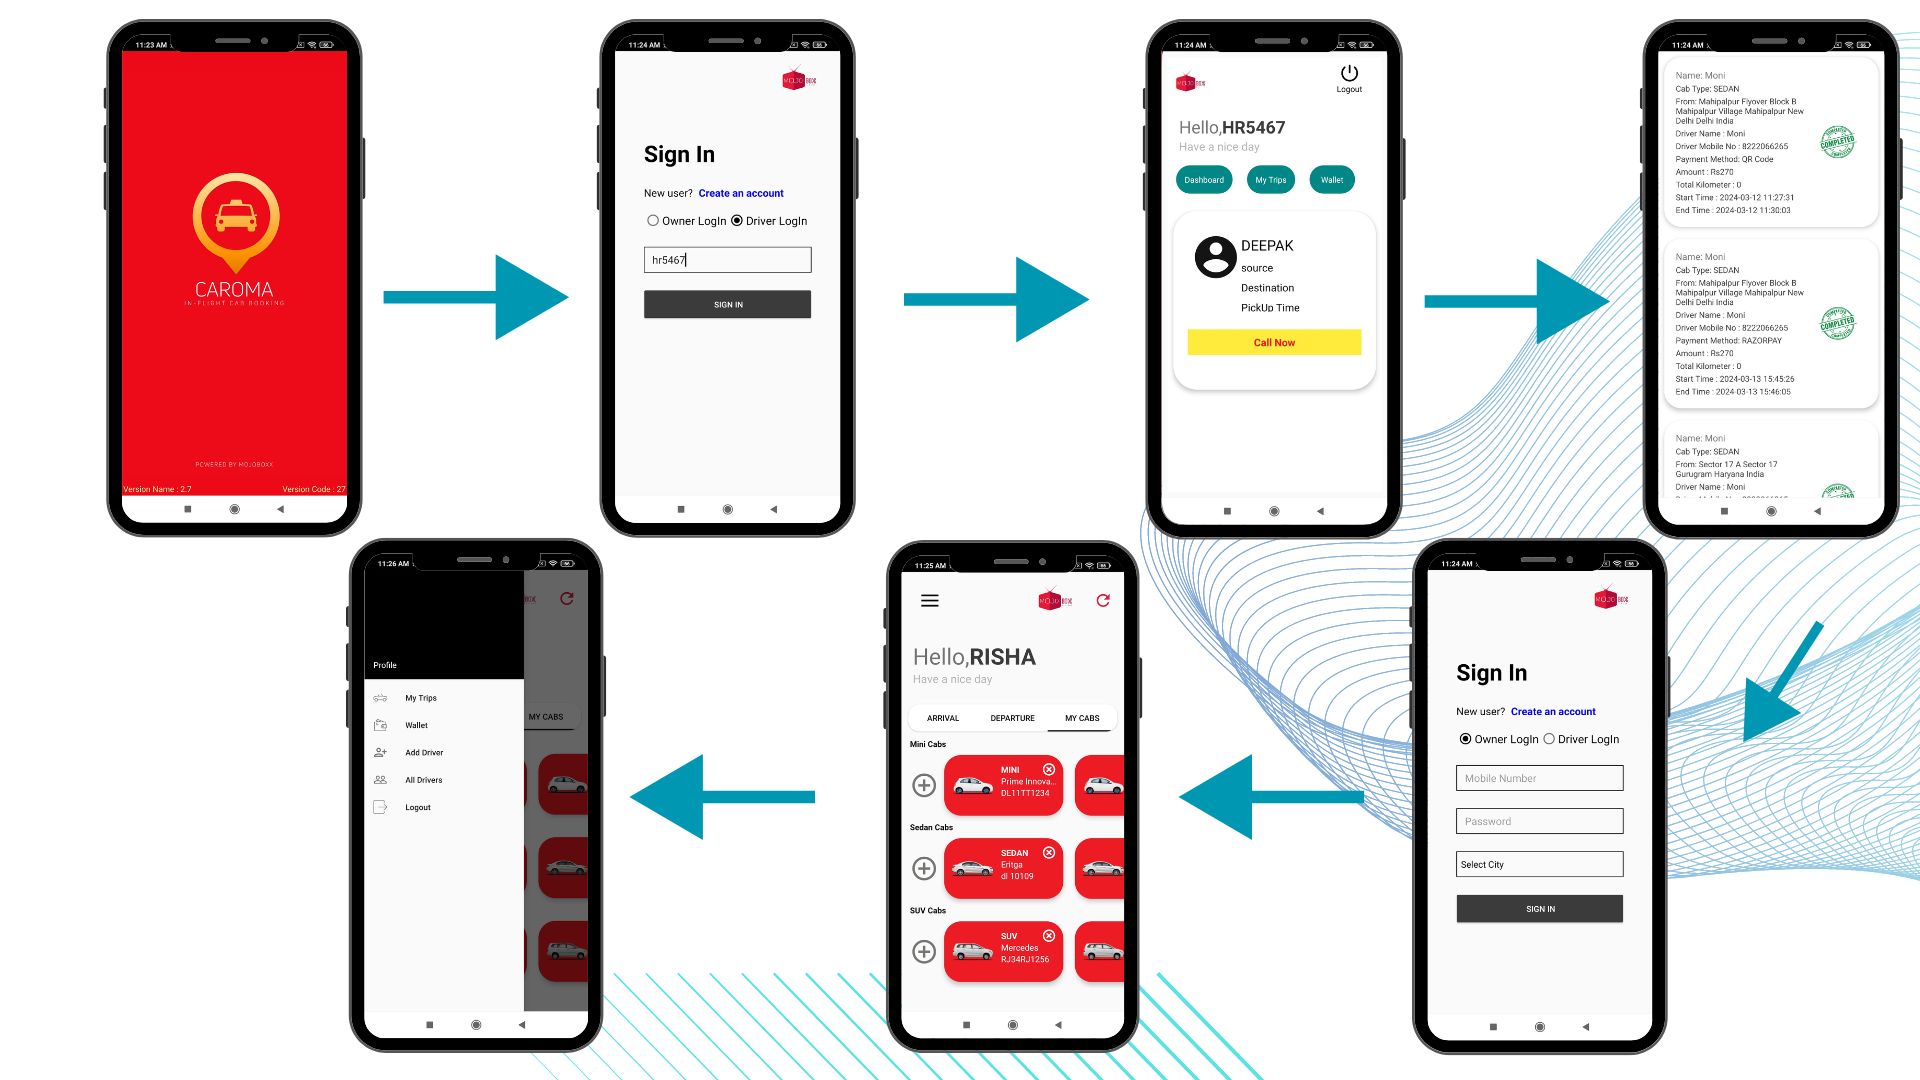 11:23 AM
CAROMA
IN-FLIGHT CAB BOOKING
POWERED BY MOJOBOXX
Version Name : 2.7
Version Code : 27
11:24 AM
MOJO BOXX
Sign In
New user? Create an account
Owner LogIn Driver LogIn
hr5467
SIGN IN
11:24 AM
MOJO BOXX
Logout
Hello,HR5467
Have a nice day
Dashboard
My Trips
Wallet
DEEPAK
source
Destination
PickUp Time
Call Now
11:24 AM
Name: Moni
Cab Type: SEDAN
From: Mahipalpur Flyover Block B
Mahipalpur Village Mahipalpur New
Delhi Delhi India
Driver Name : Moni
Driver Mobile No : 8222066265
Payment Method: QR Code
Amount : Rs270
Total Kilometer : 0
Start Time : 2024-03-12 11:27:31
End Time : 2024-03-12 11:30:03
COMPLETED
Name: Moni
Cab Type: SEDAN
From: Mahipalpur Flyover Block B
Mahipalpur Village Mahipalpur New
Delhi Delhi India
Driver Name : Moni
Driver Mobile No : 8222066265
Payment Method: RAZORPAY
Amount : Rs270
Total Kilometer : 0
Start Time : 2024-03-13 15:45:26
End Time : 2024-03-13 15:46:05
COMPLETED
Name: Moni
Cab Type: SEDAN
From: Sector 17 A Sector 17
Gurugram Haryana India
Driver Name : Moni
11:24 AM
MOJO BOXX
Sign In
New user? Create an account
Owner LogIn Driver LogIn
Mobile Number
Password
Select City
SIGN IN
11:25 AM
MOJO BOXX
Hello,RISHA
Have a nice day
ARRIVAL
DEPARTURE
MY CABS
Mini Cabs
MINI
Prime Innova...
DL11TT1234
Sedan Cabs
SEDAN
Eritga
dl 10109
SUV Cabs
SUV
Mercedes
RJ34RJ1256
11:26 AM
Profile
My Trips
Wallet
Add Driver
All Drivers
Logout
MY CABS